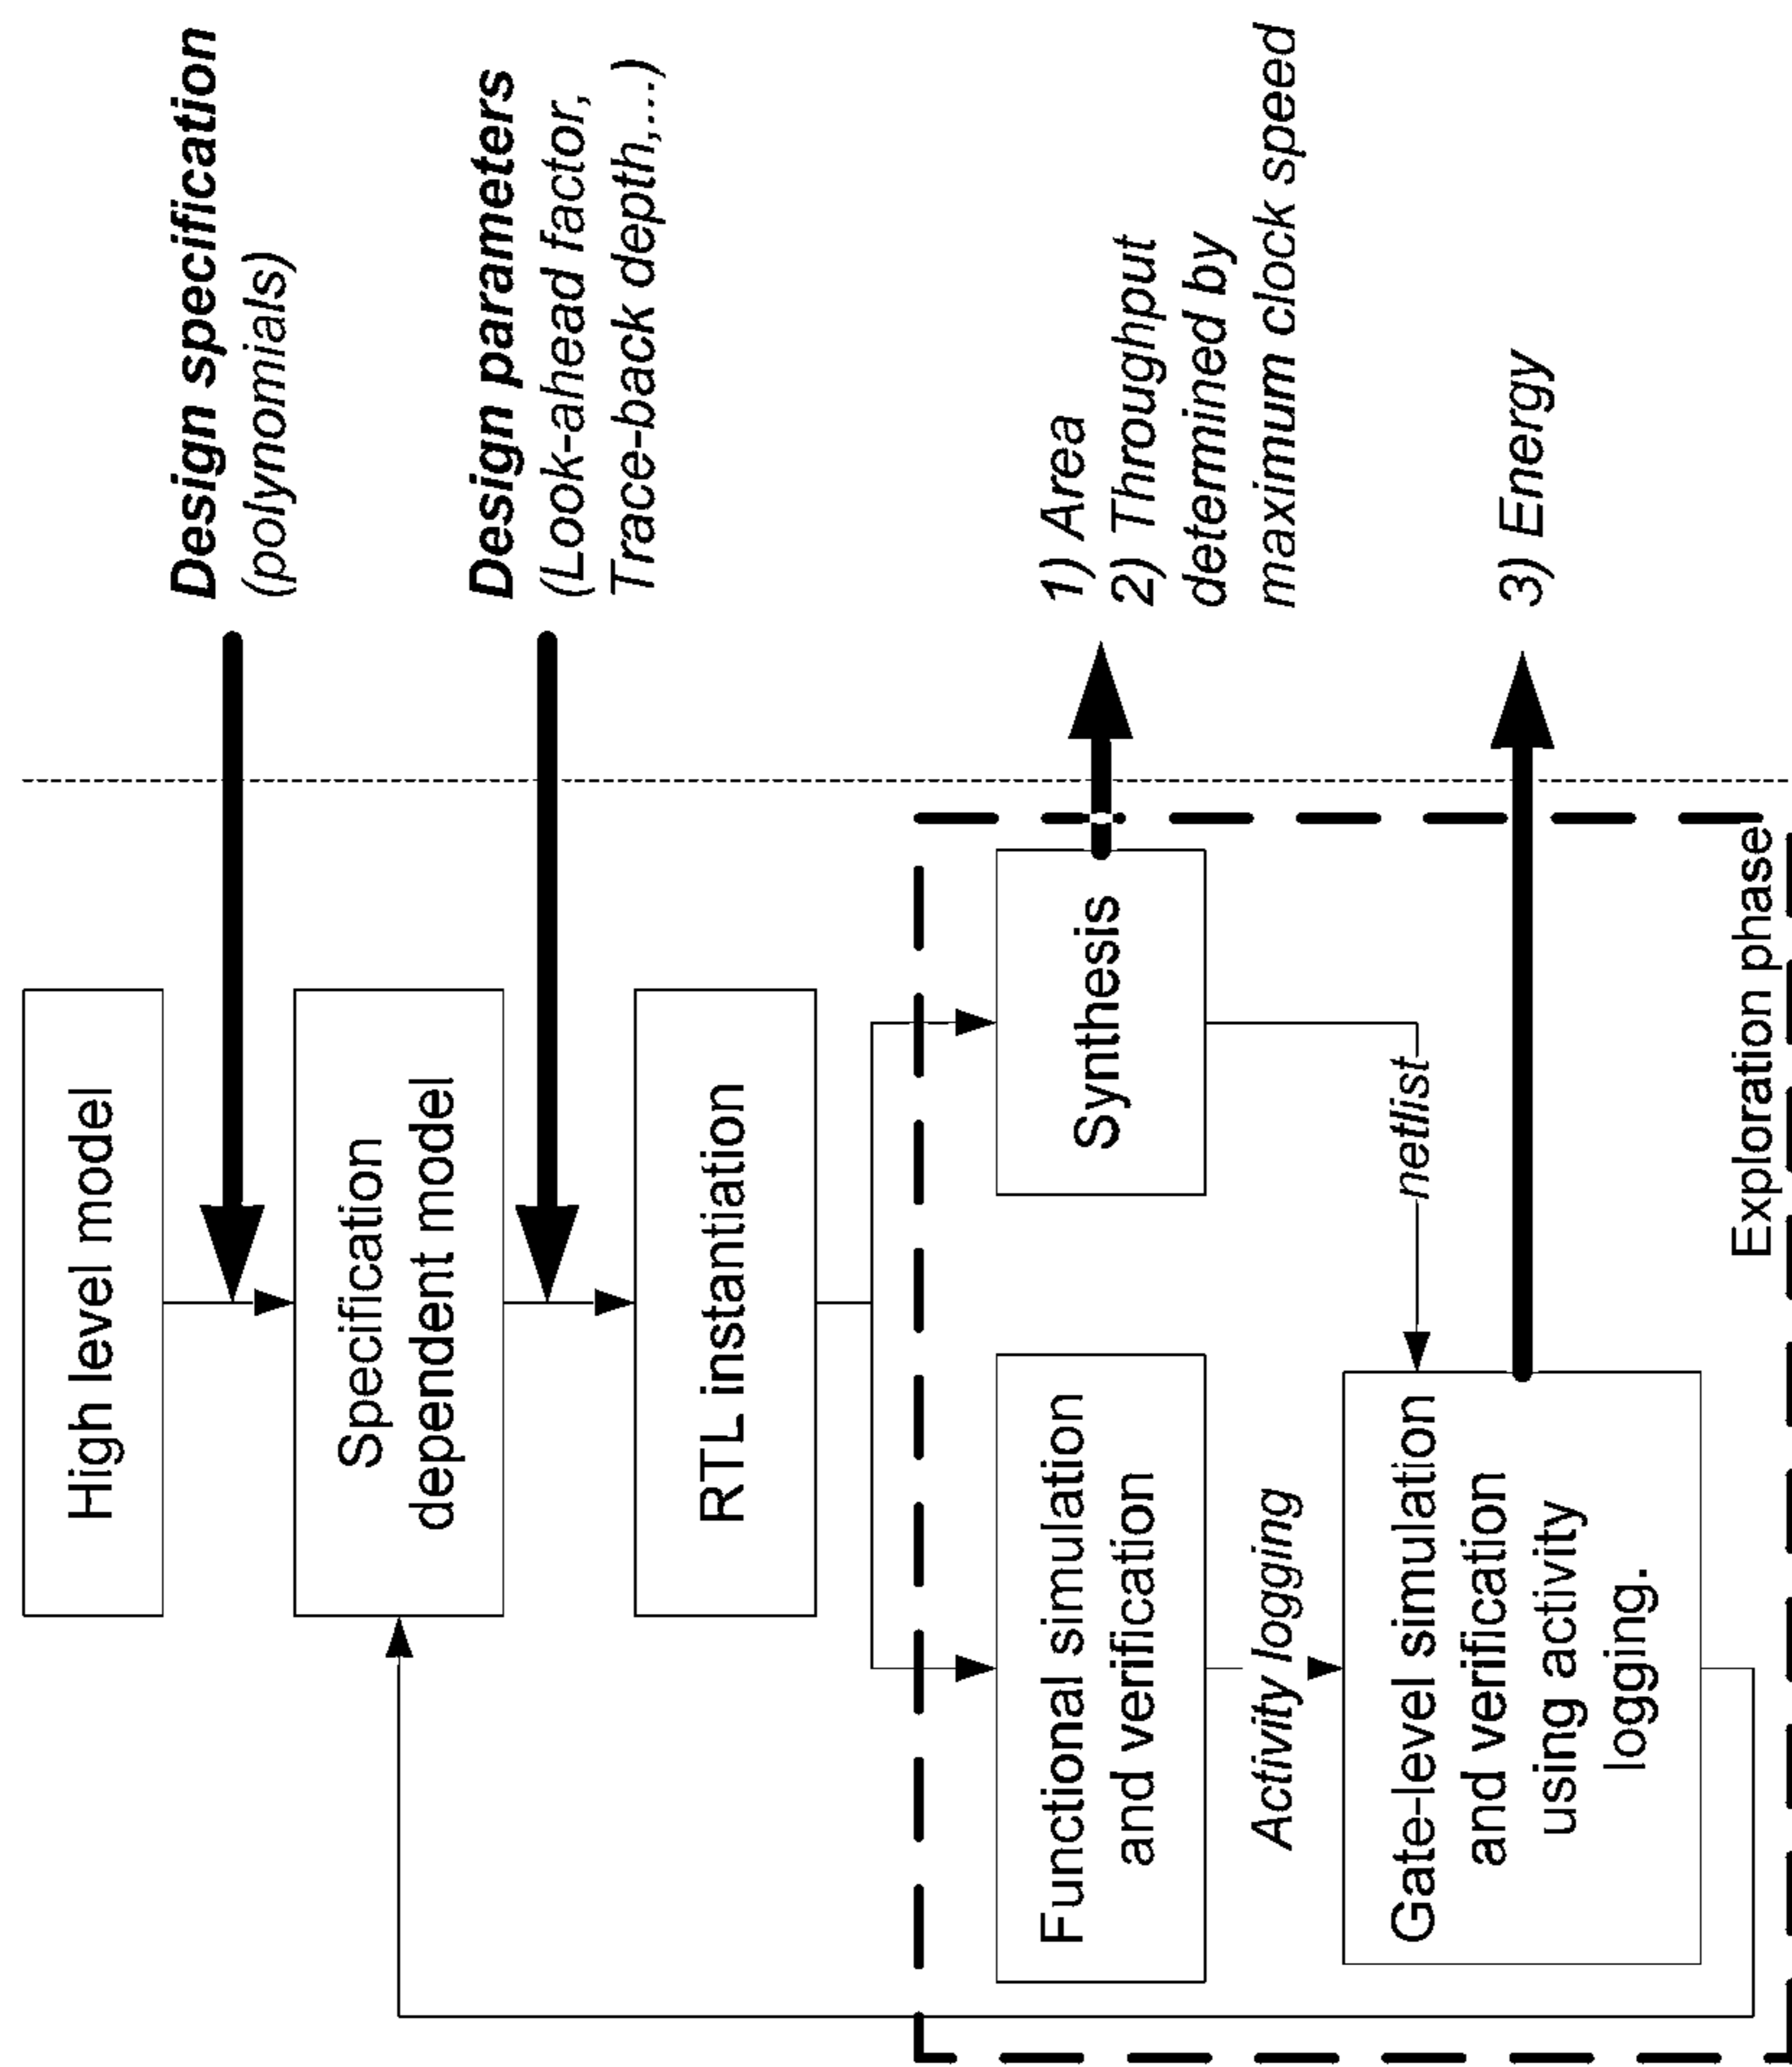 High level model
Design specification
(polynomials)
Specification
dependent model
Design parameters
(Look-ahead factor,
Trace-back depth,...)
RTL instantiation
Functional simulation
and verification
Synthesis
1) Area
2) Throughput
determined by
maximum clock speed
Activity logging
netlist
Gate-level simulation
and verification
using activity
logging.
3) Energy
Exploration phase